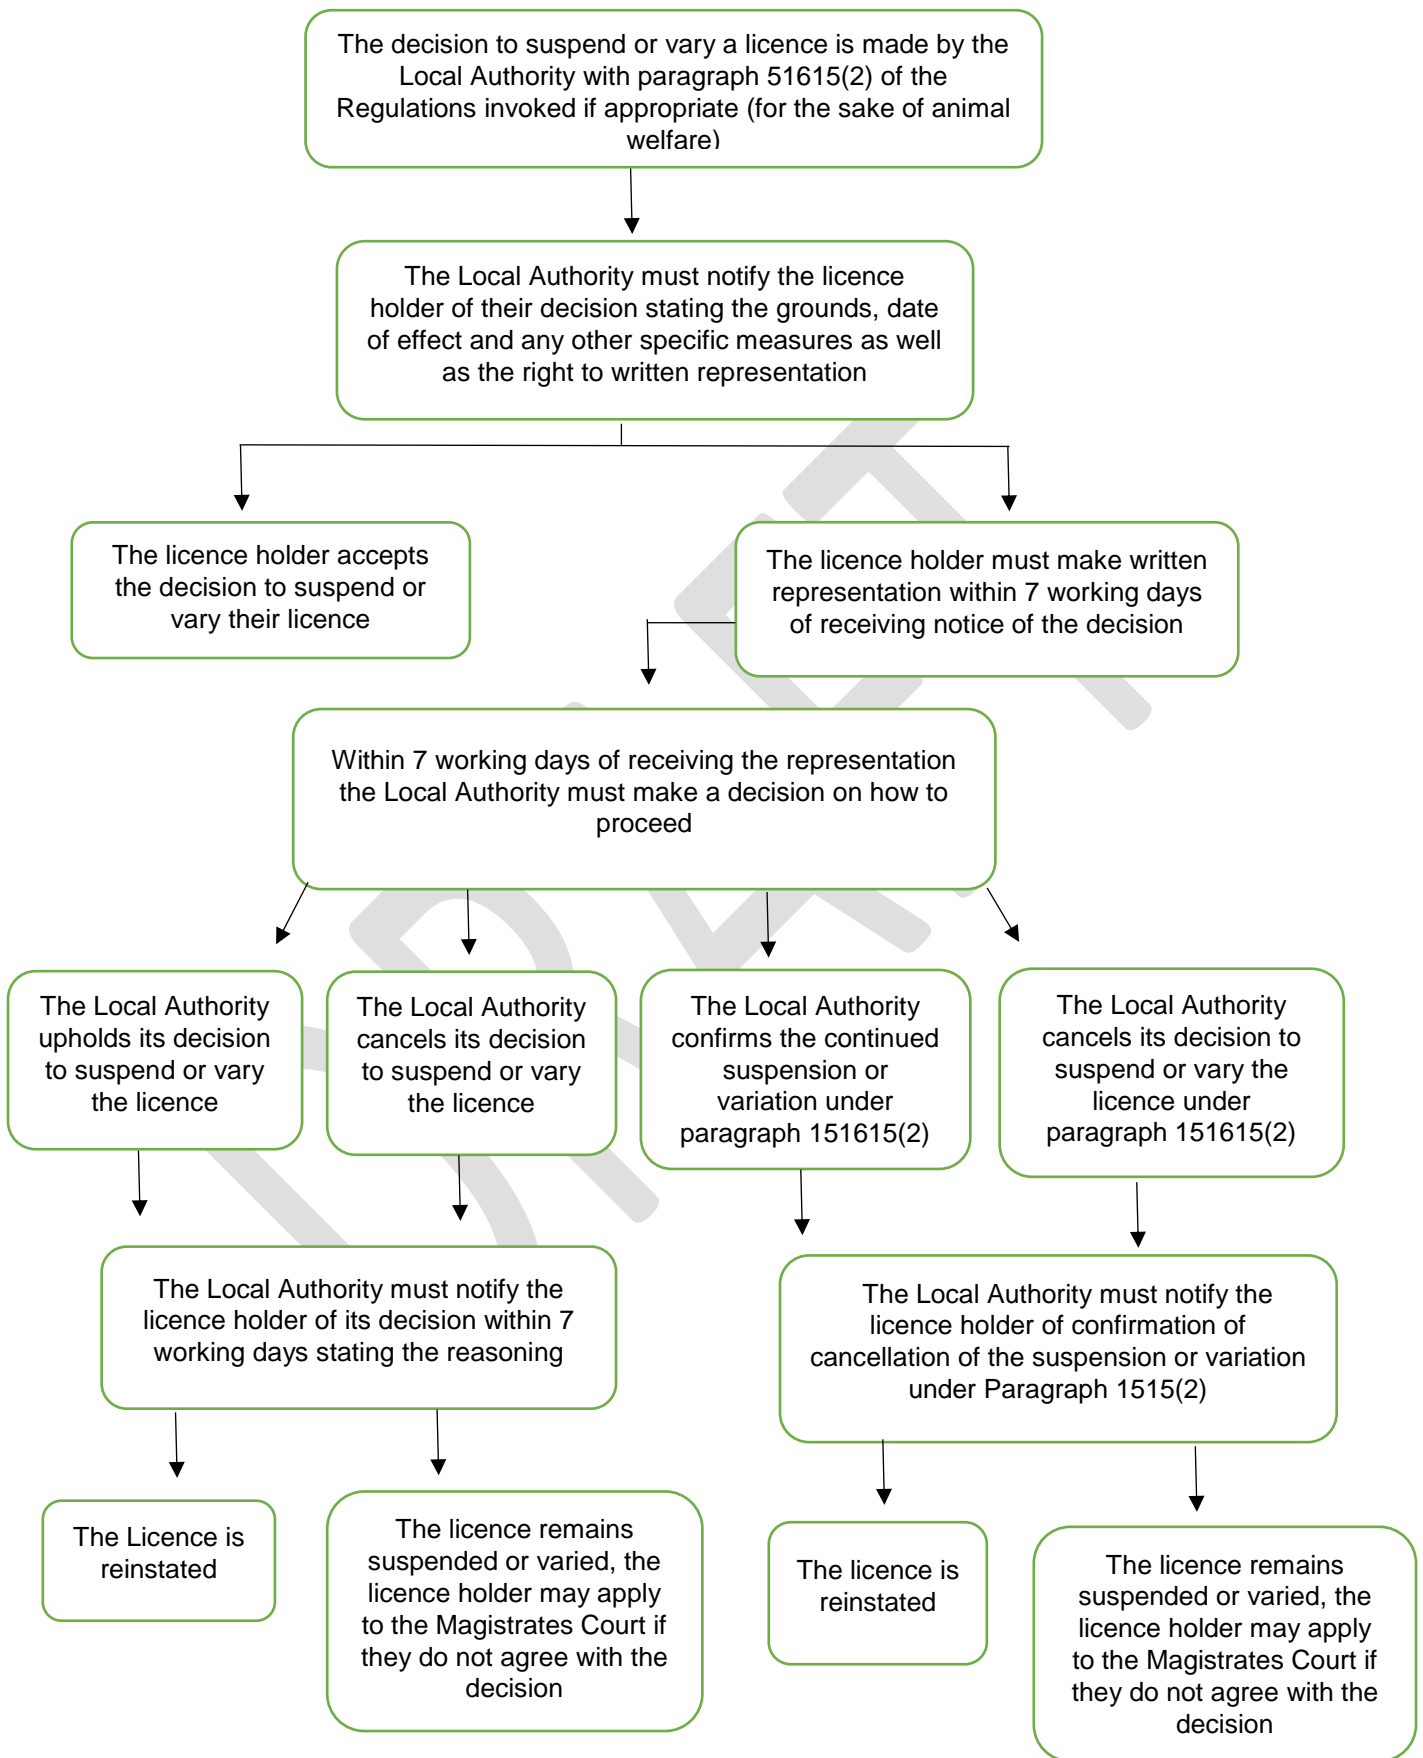 The decision to suspend or vary a licence is made by the
Local Authority with paragraph 51615(2) of the
Regulations invoked if appropriate (for the sake of animal
welfare)
The Local Authority must notify the licence
holder of their decision stating the grounds, date
of effect and any other specific measures as well
as the right to written representation
The licence holder accepts
the decision to suspend or
vary their licence
The licence holder must make written
representation within 7 working days
of receiving notice of the decision
Within 7 working days of receiving the representation
the Local Authority must make a decision on how to
proceed
The Local Authority
upholds its decision
to suspend or vary
the licence
The Local Authority
cancels its decision
to suspend or vary
the licence
The Local Authority
confirms the continued
suspension or
variation under
paragraph 151615(2)
The Local Authority
cancels its decision to
suspend or vary the
licence under
paragraph 151615(2)
The Local Authority must notify the
licence holder of its decision within 7
working days stating the reasoning
The Local Authority must notify the
licence holder of confirmation of
cancellation of the suspension or variation
under Paragraph 1515(2)
The Licence is
reinstated
The licence remains
suspended or varied, the
licence holder may apply
to the Magistrates Court if
they do not agree with the
decision
The licence is
reinstated
The licence remains
suspended or varied, the
licence holder may apply
to the Magistrates Court if
they do not agree with the
decision
DRAFT